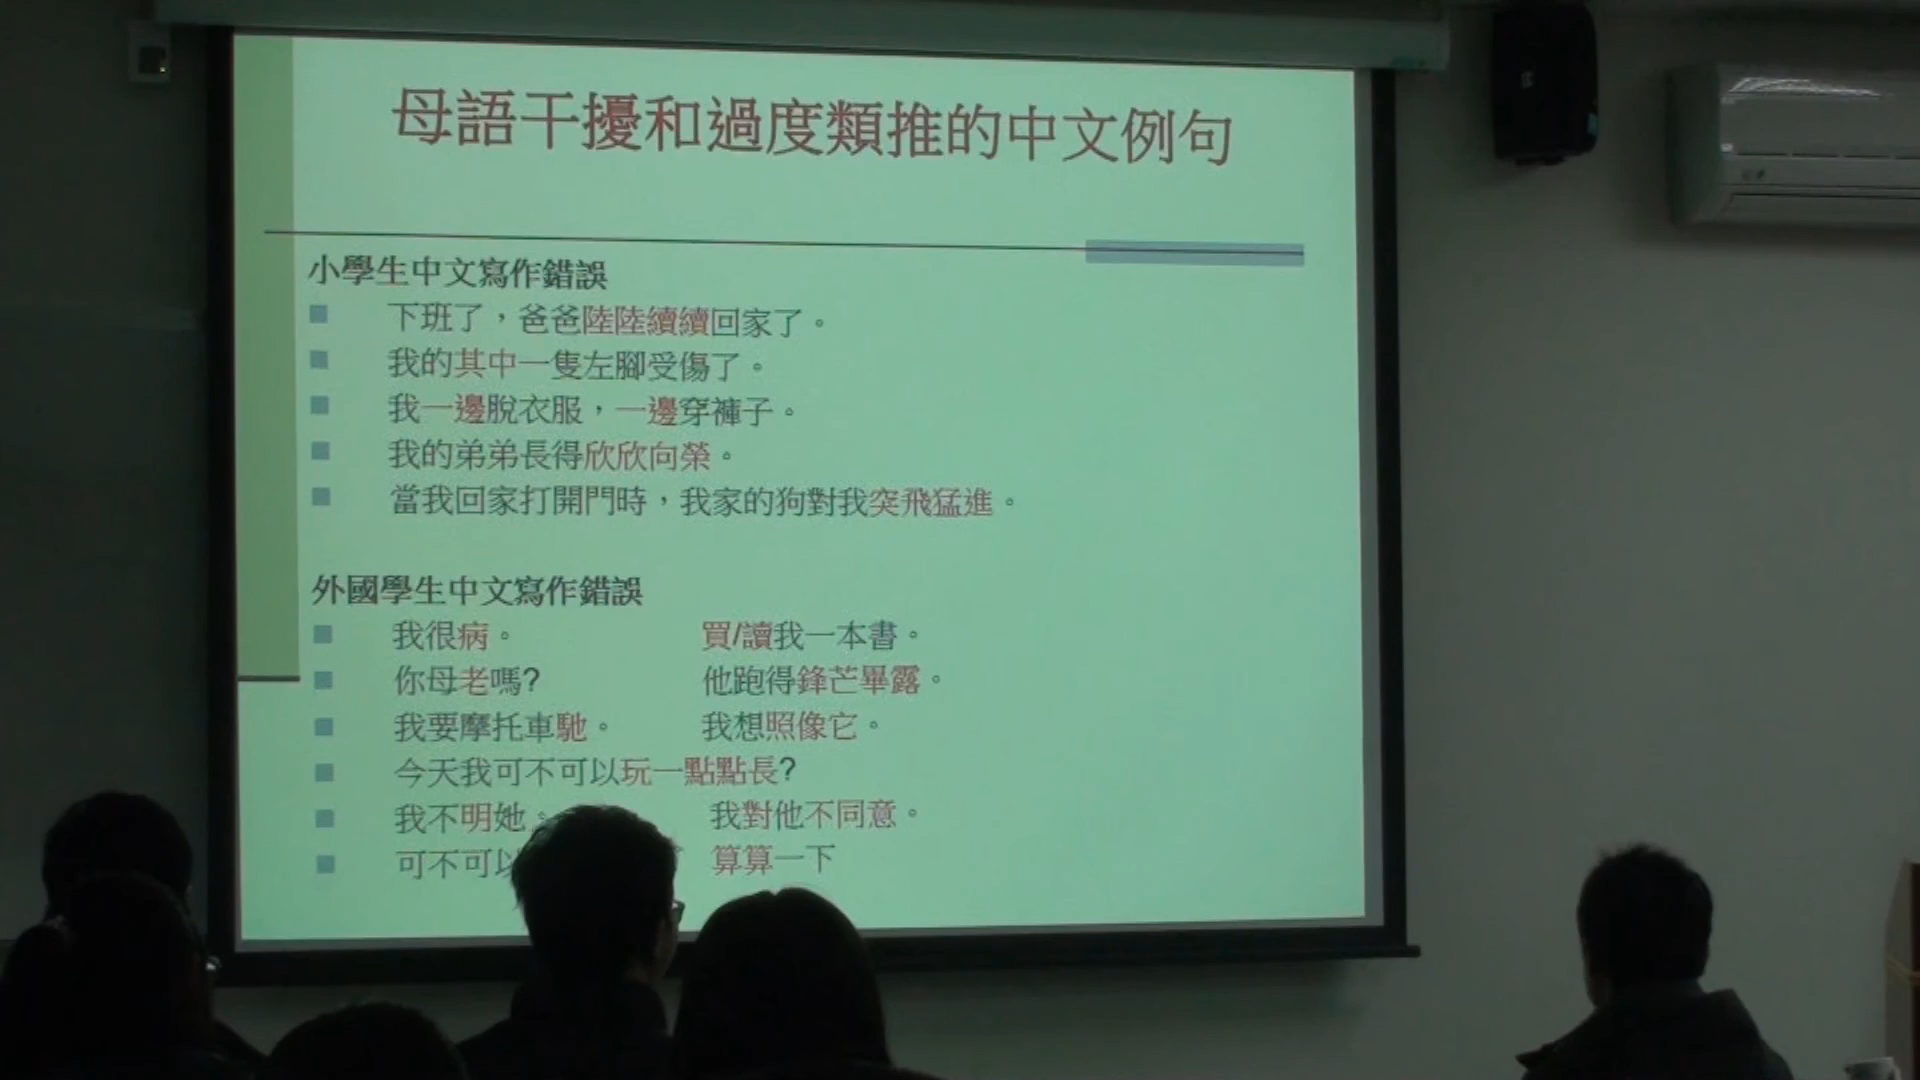 母語干擾和過度類推的中文例句
小學生中文寫作錯誤
下班了，爸爸陸陸續續回家了。
我的其中一隻左腳受傷了。
我一邊脫衣服，一邊穿褲子。
我的弟弟長得欣欣向榮。
當我回家打開門時，我家的狗對我突飛猛進。
外國學生中文寫作錯誤
我很病。 買/讀我一本書。
你母老嗎? 他跑得鋒芒畢露。
我要摩托車馳。 我想照像它。
今天我可不可以玩一點點長?
我不明她。 我對他不同意。
可不可以 算算一下